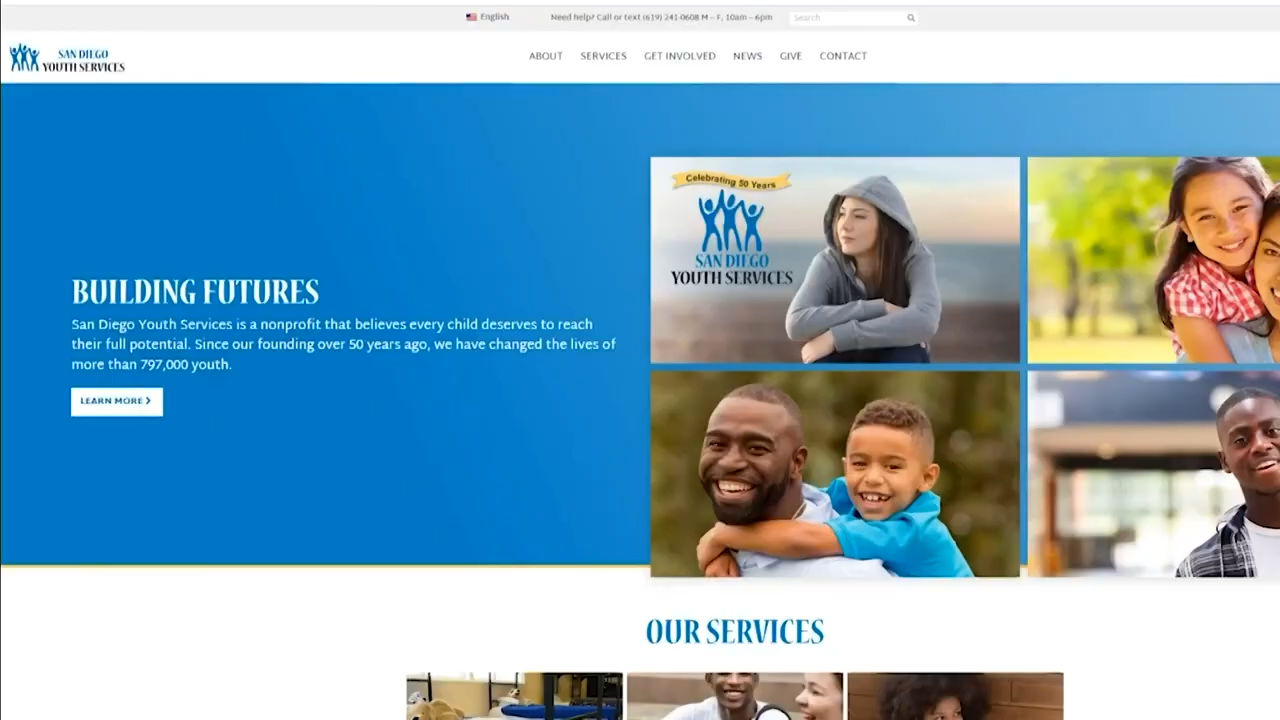 English
Need help? Call or text (619) 241-0608 M – F, 10am – 6pm
Search
SAN DIEGO
YOUTH SERVICES
ABOUT
SERVICES
GET INVOLVED
NEWS
GIVE
CONTACT
Celebrating 50 Years
SAN DIEGO
YOUTH SERVICES
BUILDING FUTURES
San Diego Youth Services is a nonprofit that believes every child deserves to reach
their full potential. Since our founding over 50 years ago, we have changed the lives of
more than 797,000 youth.
LEARN MORE
OUR SERVICES